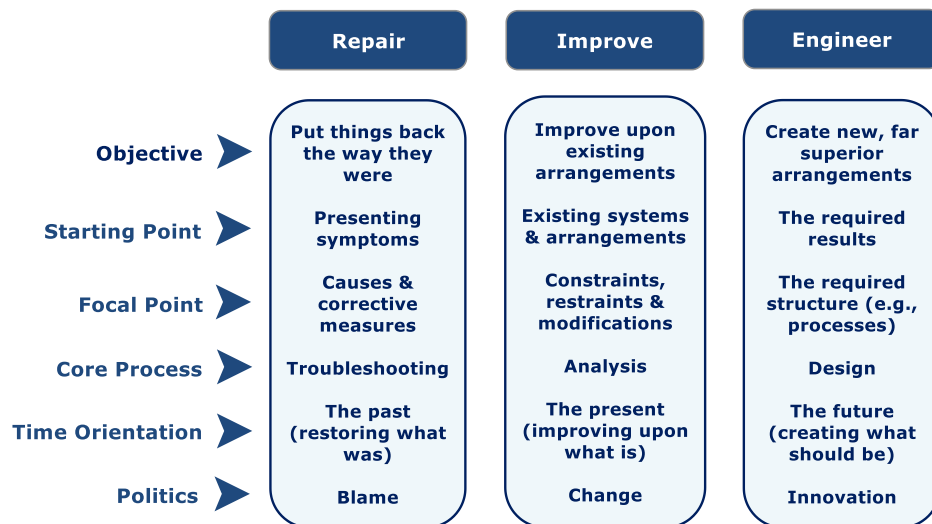 Repair
Improve
Engineer
Objective
Put things back
the way they
were
Improve upon
existing
arrangements
Create new, far
superior
arrangements
Starting Point
Presenting
symptoms
Existing systems
& arrangements
The required
results
Focal Point
Causes &
corrective
measures
Constraints,
restraints &
modifications
The required
structure (e.g.,
processes)
Core Process
Troubleshooting
Analysis
Design
Time Orientation
The past
(restoring what
was)
The present
(improving upon
what is)
The future
(creating what
should be)
Politics
Blame
Change
Innovation